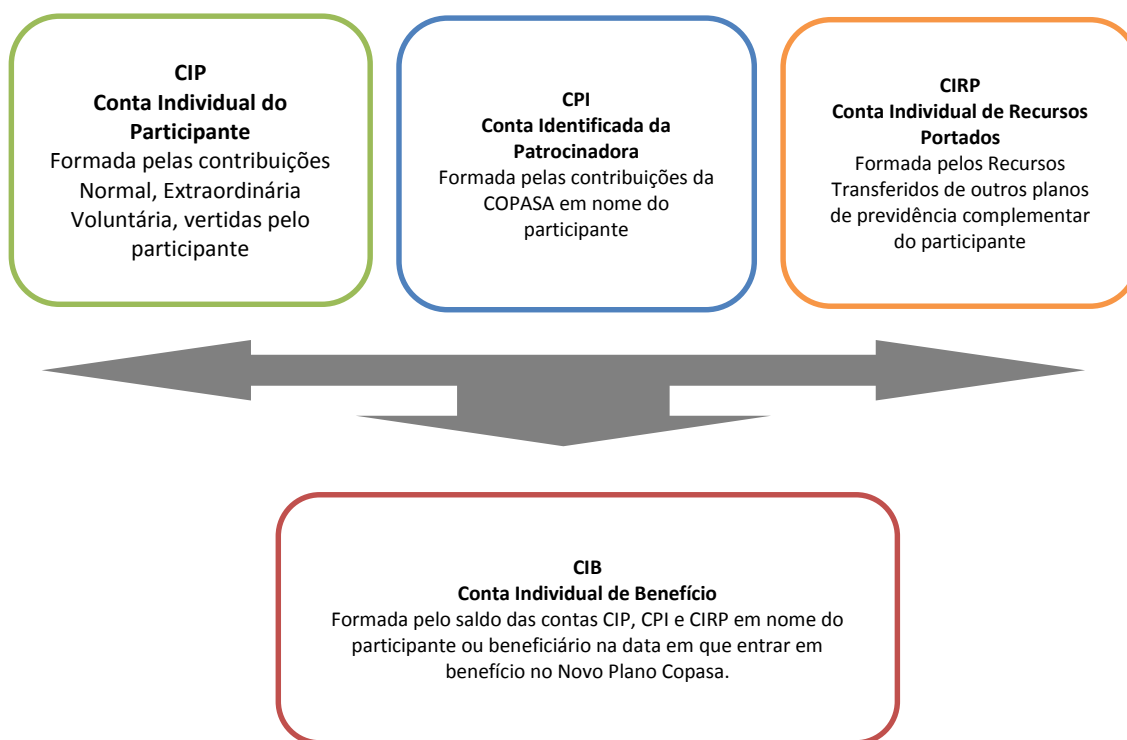 CIP
Conta Individual do
Participante
Formada pelas contribuições
Normal, Extraordinária
Voluntária, vertidas pelo
participante
CPI
Conta Identificada da
Patrocinadora
Formada pelas contribuições da
COPASA em nome do
participante
CIRP
Conta Individual de Recursos
Portados
Formada pelos Recursos
Transferidos de outros planos
de previdência complementar
do participante
CIB
Conta Individual de Benefício
Formada pelo saldo das contas CIP, CPI e CIRP em nome do
participante ou beneficiário na data em que entrar em
benefício no Novo Plano Copasa.